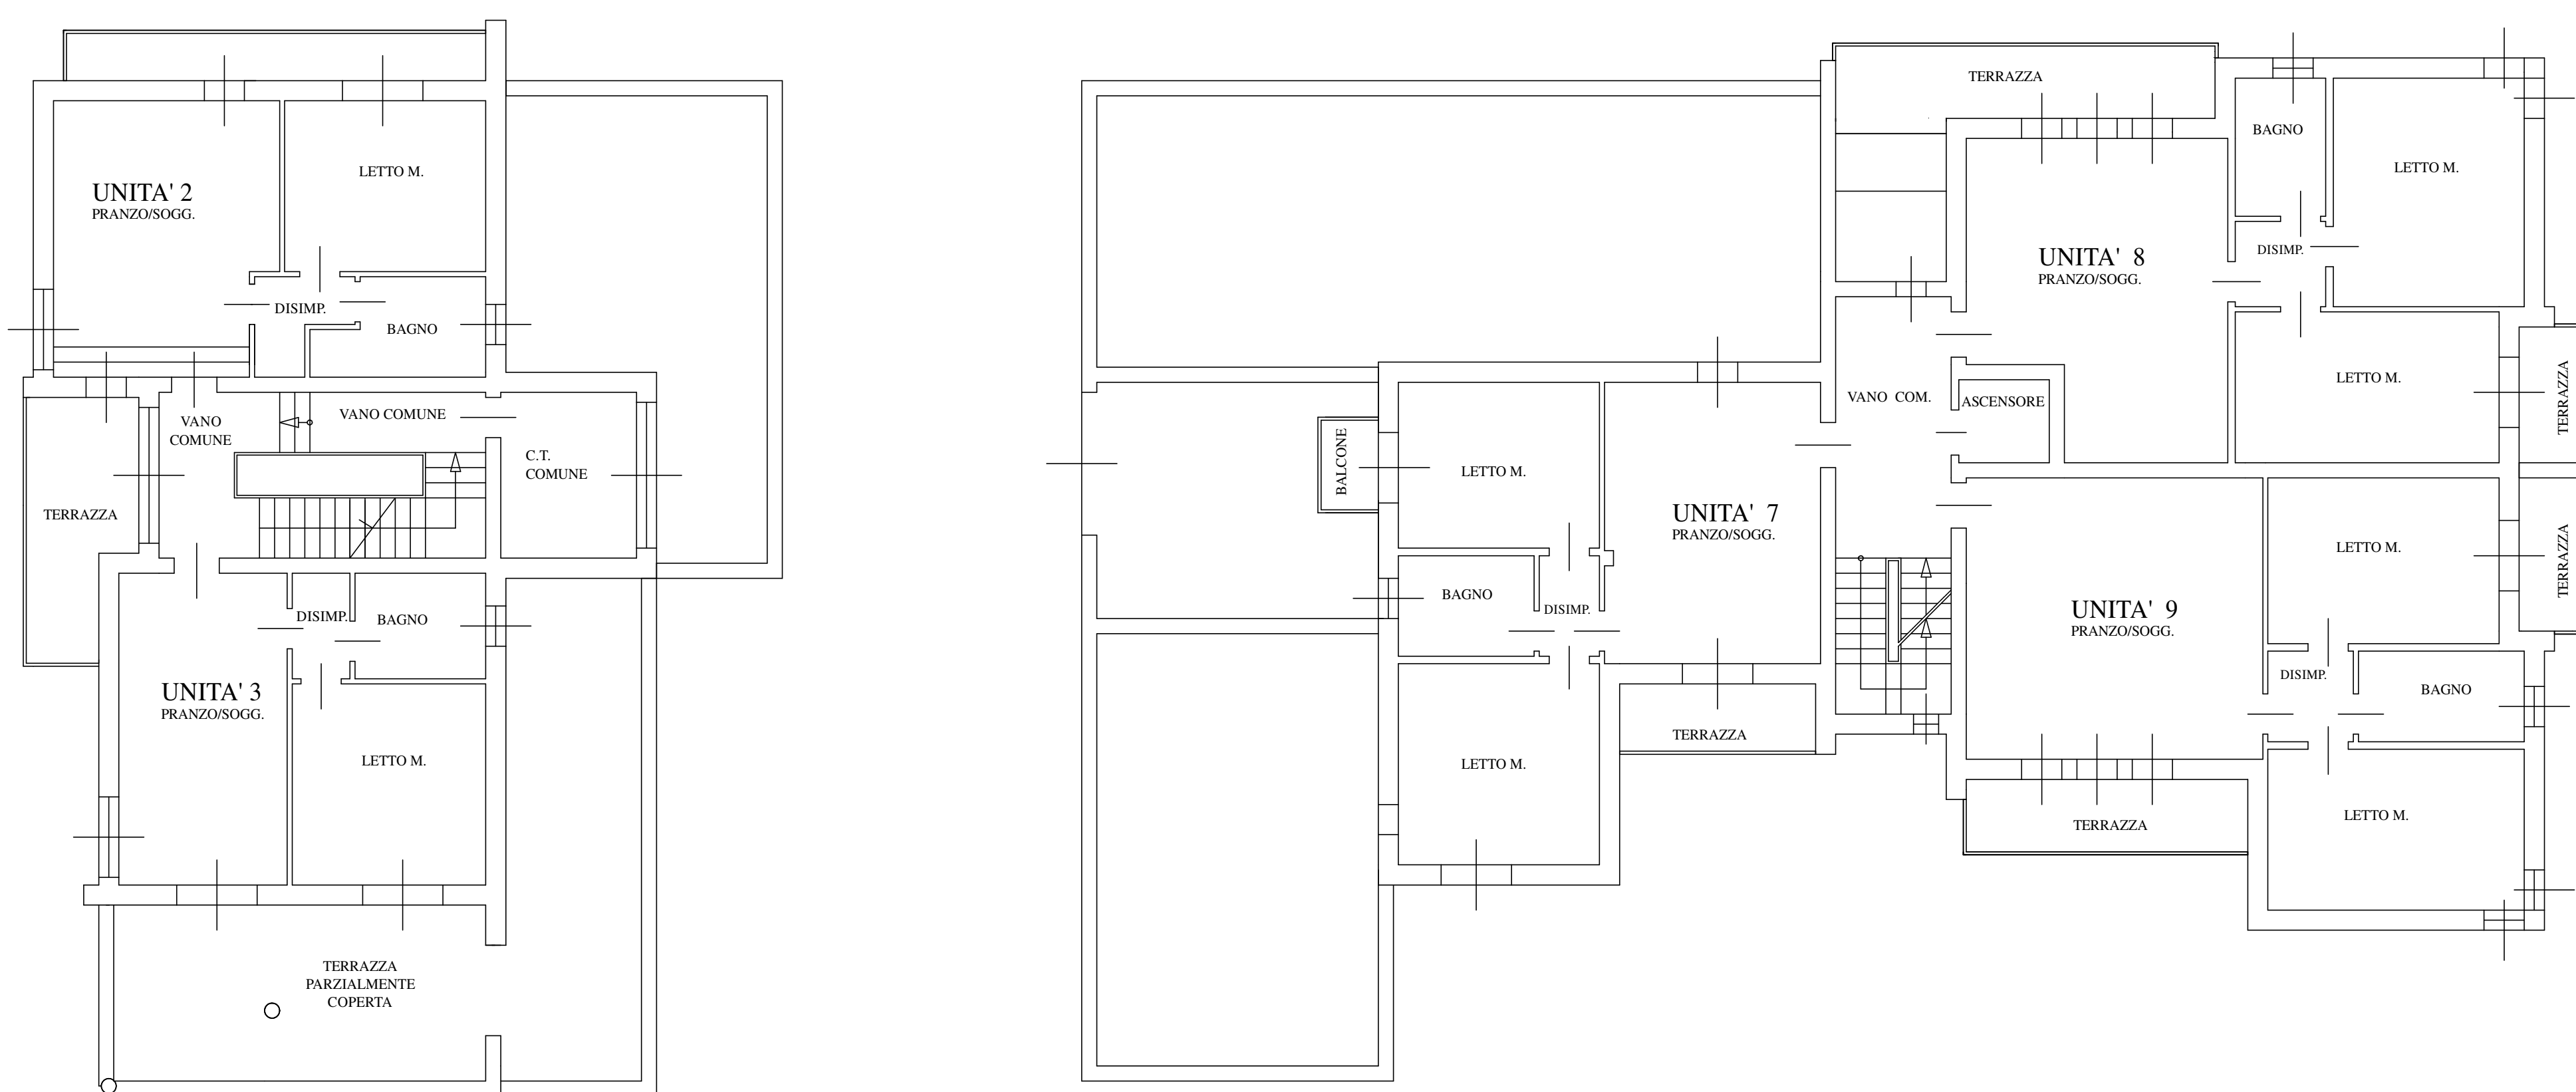 LETTO M.
UNITA' 2
PRANZO/SOGG.
DISIMP.
BAGNO
VANO
COMUNE
VANO COMUNE
C.T.
COMUNE
TERRAZZA
DISIMP.
BAGNO
UNITA' 3
PRANZO/SOGG.
LETTO M.
TERRAZZA
PARZIALMENTE
COPERTA
TERRAZZA
BAGNO
LETTO M.
UNITA' 8
PRANZO/SOGG.
DISIMP.
LETTO M.
TERRAZZA
VANO COM.
ASCENSORE
BALCONE
LETTO M.
UNITA' 7
PRANZO/SOGG.
BAGNO
DISIMP.
LETTO M.
TERRAZZA
LETTO M.
TERRAZZA
UNITA' 9
PRANZO/SOGG.
DISIMP.
BAGNO
LETTO M.
TERRAZZA